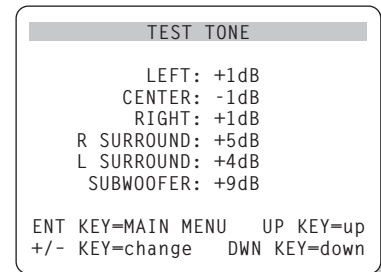 TEST TONE
LEFT: +1dB
CENTER: -1dB
RIGHT: +1dB
R SURROUND: +5dB
L SURROUND: +4dB
SUBWOOFER: +9dB
ENT KEY=MAIN MENU UP KEY=up
+/- KEY=change DWN KEY=down